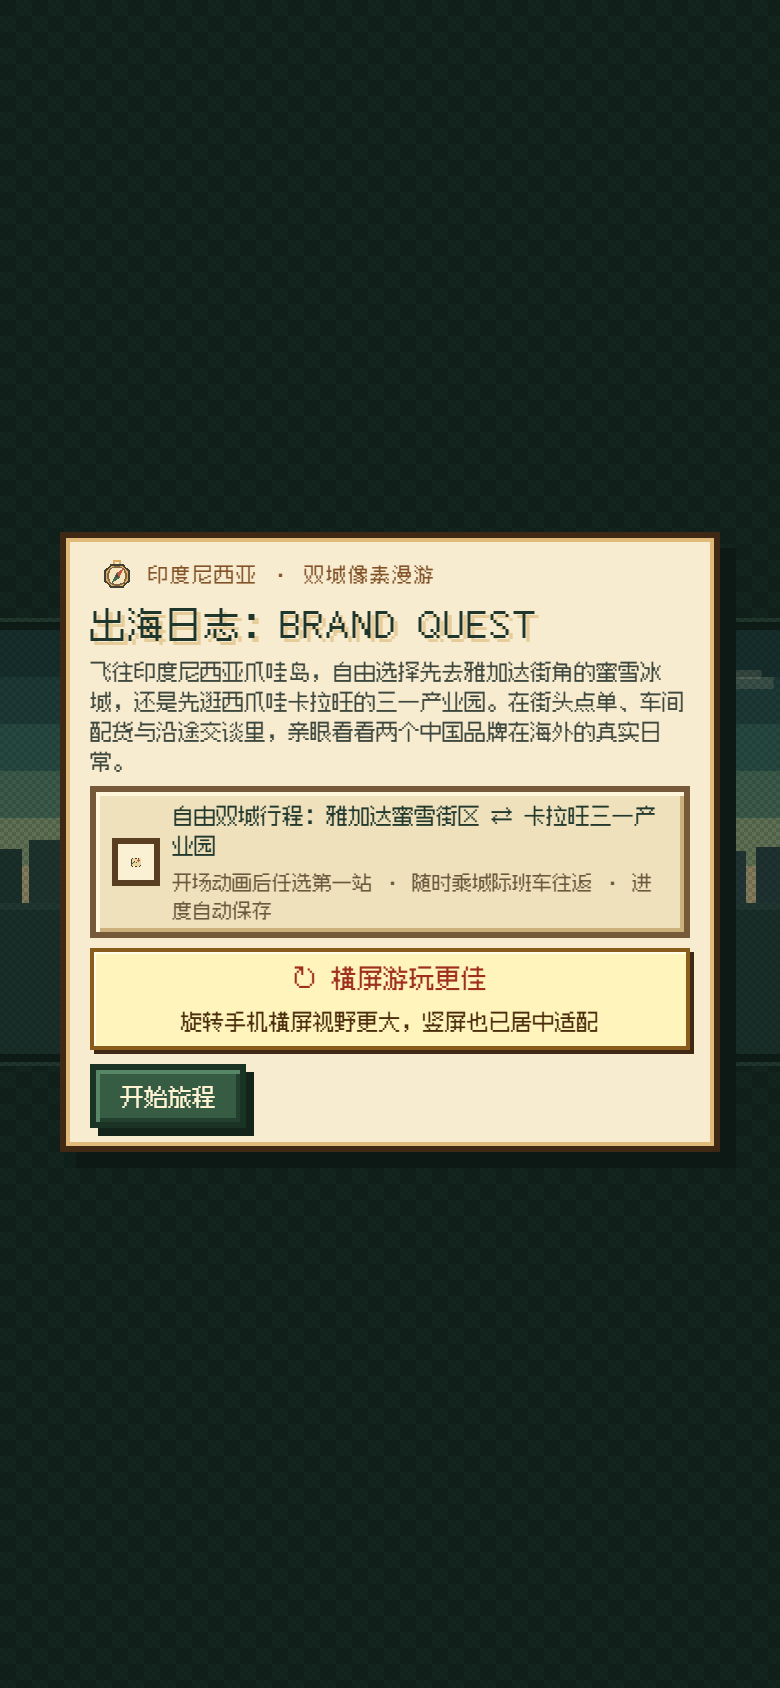 印度尼西亚 · 双城像素漫游
出海日志：BRAND QUEST
飞往印度尼西亚爪哇岛，自由选择先去雅加达街角的蜜雪冰
城，还是先逛西爪哇卡拉旺的三一产业园。在街头点单、车间
配货与沿途交谈里，亲眼看看两个中国品牌在海外的真实日
常。
自由双城行程：雅加达蜜雪街区 ⇄ 卡拉旺三一产
业园
开场动画后任选第一站 · 随时乘城际班车往返 · 进
度自动保存
↻ 横屏游玩更佳
旋转手机横屏视野更大，竖屏也已居中适配
开始旅程